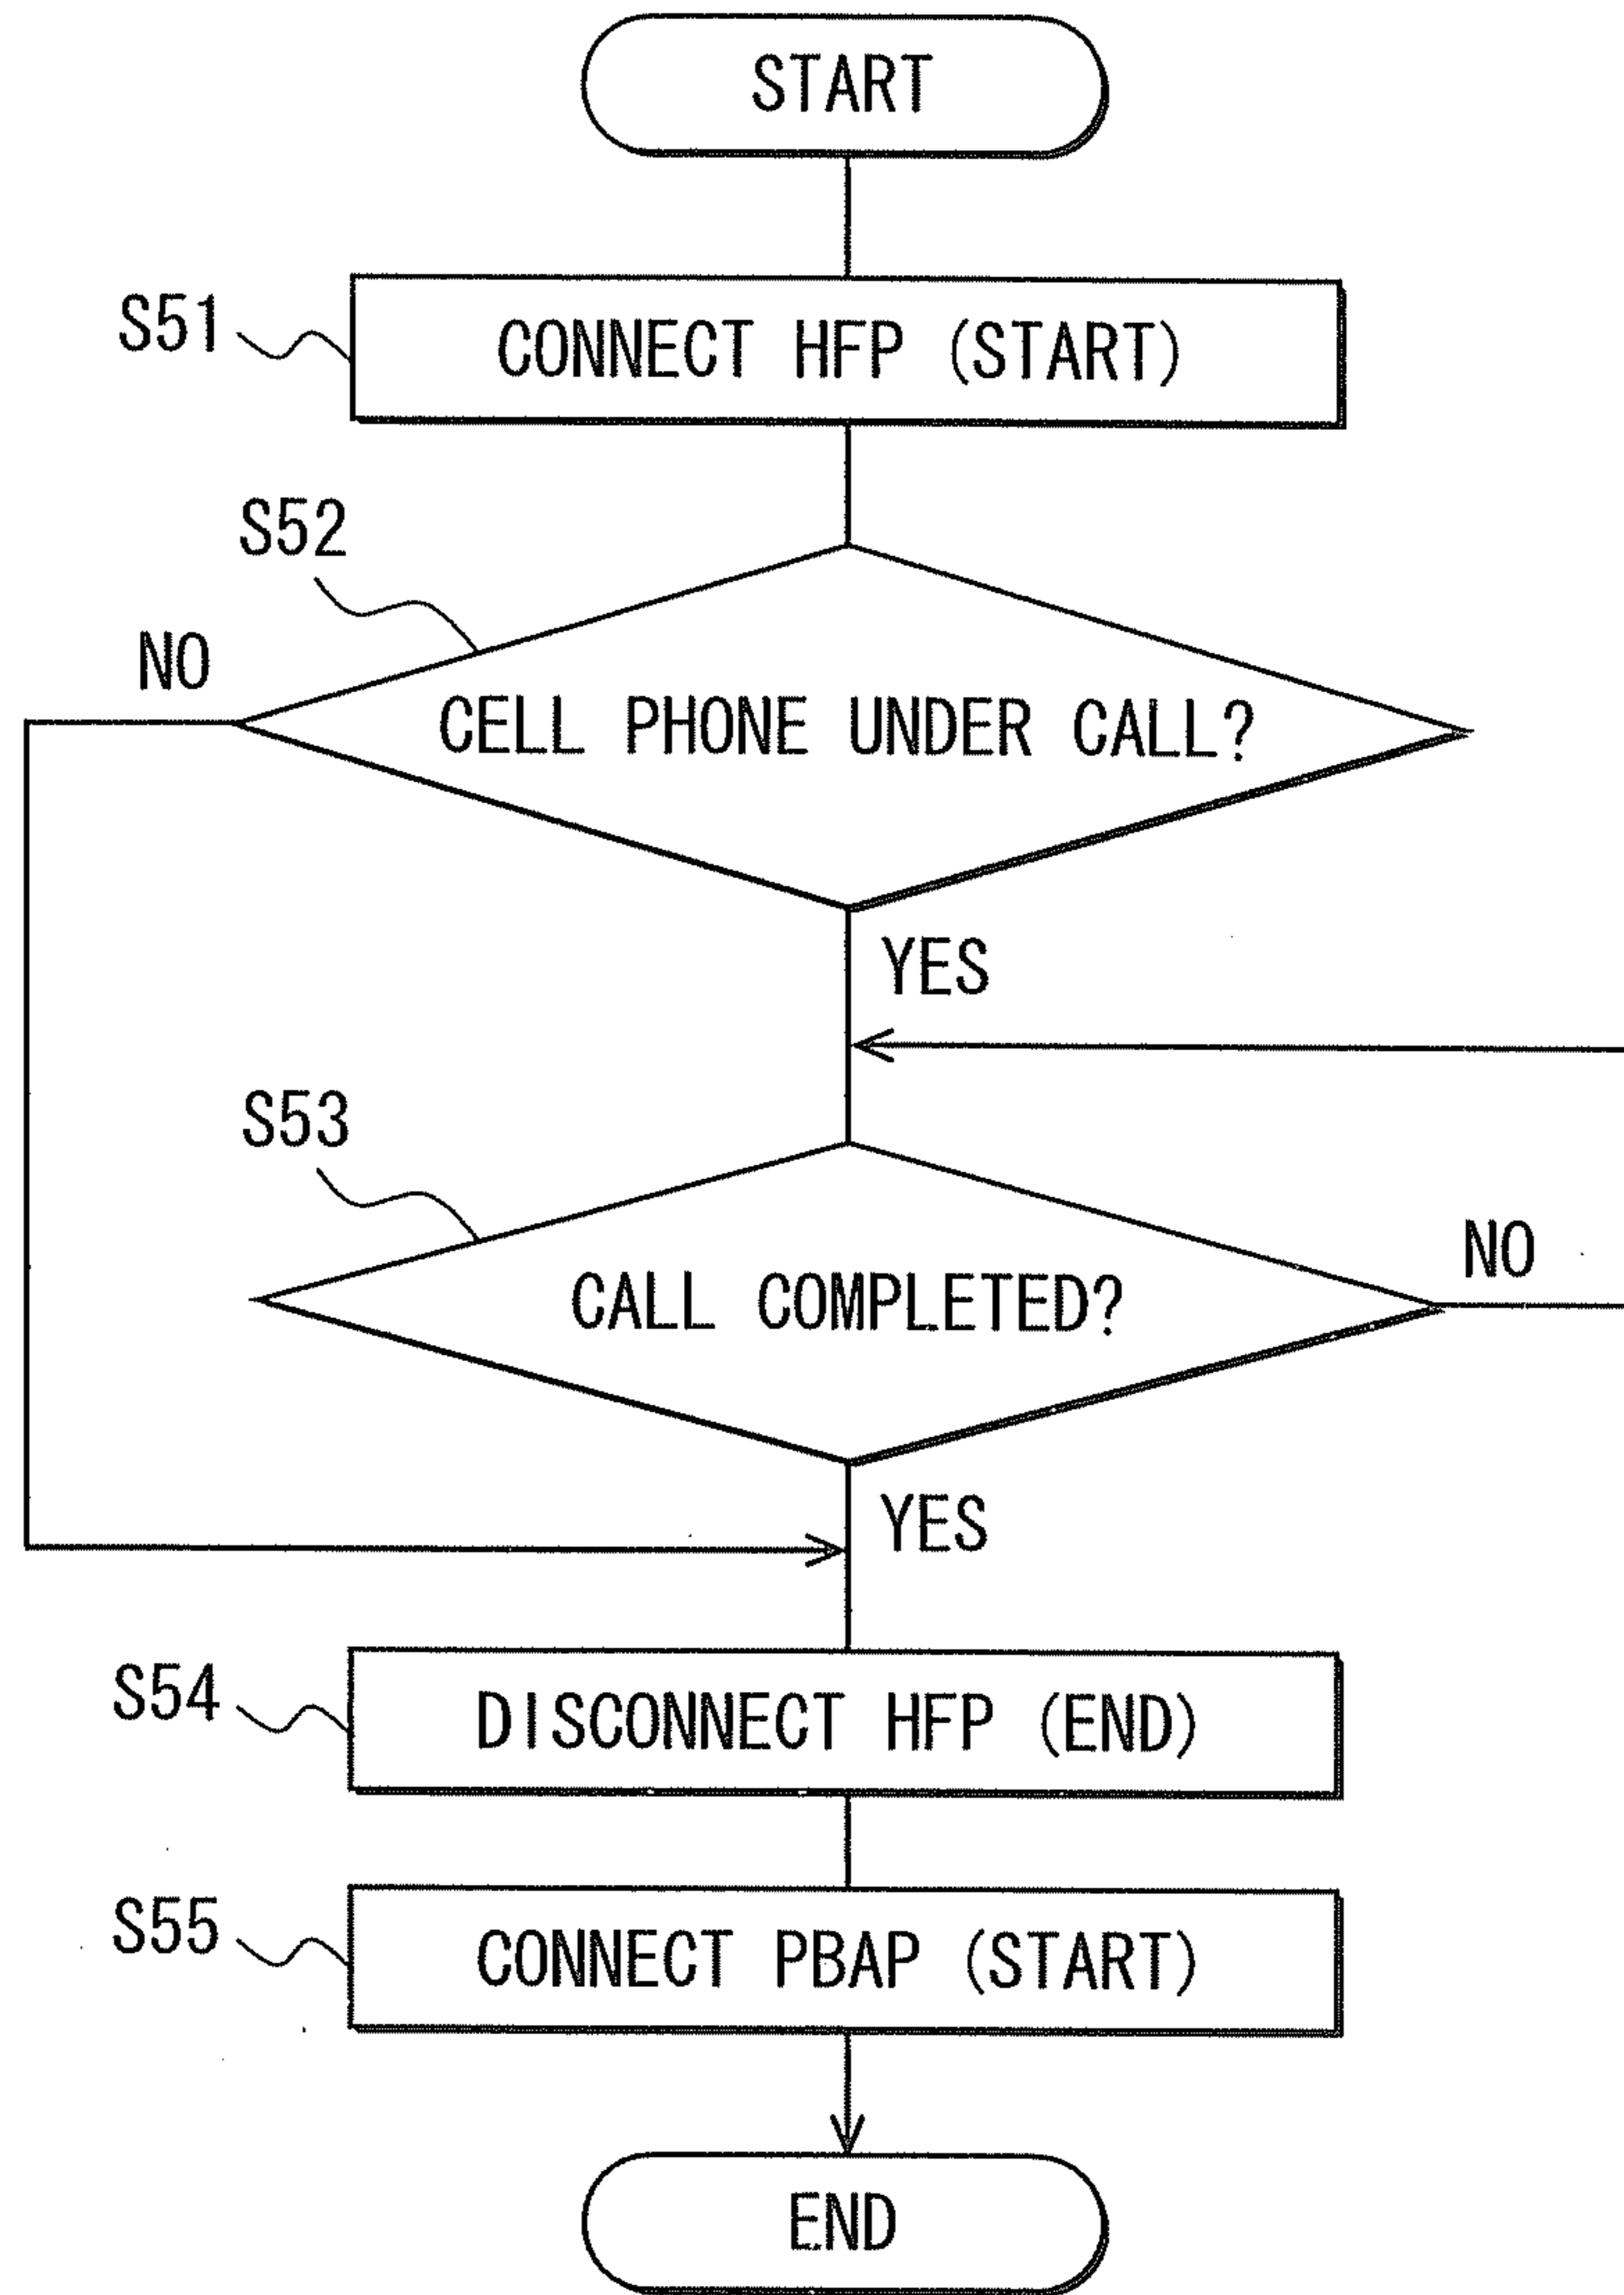 START
S51
CONNECT HFP (START)
S52
NO
CELL PHONE UNDER CALL?
YES
S53
NO
CALL COMPLETED?
YES
S54
DISCONNECT HFP (END)
S55
CONNECT PBAP (START)
END